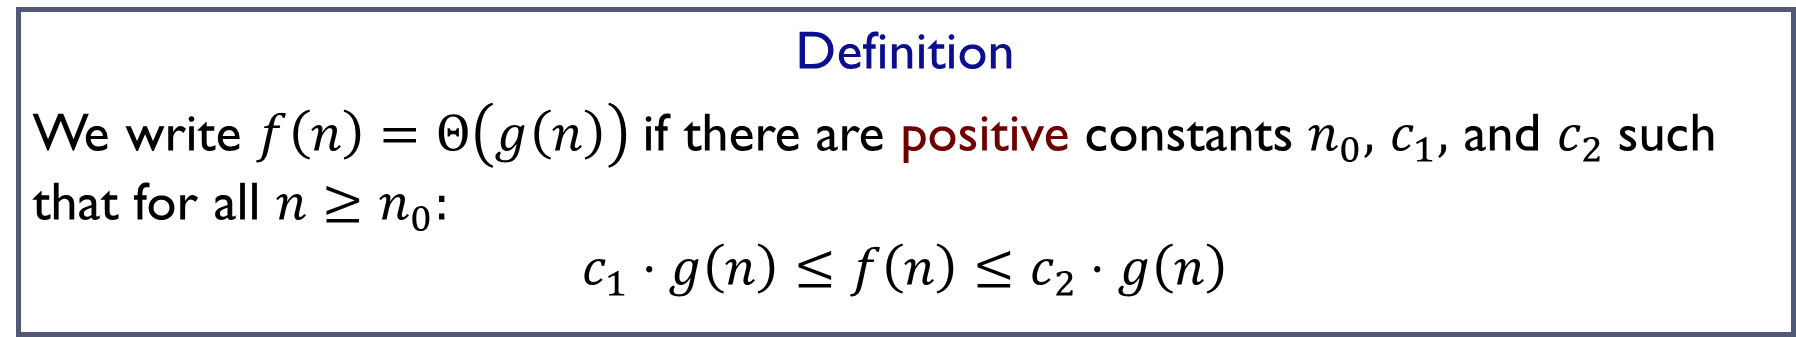 Definition
We write f(n) = Θ(g(n)) if there are positive constants n₀, c₁, and c₂ such
that for all n ≥ n₀:
c₁ · g(n) ≤ f(n) ≤ c₂ · g(n)